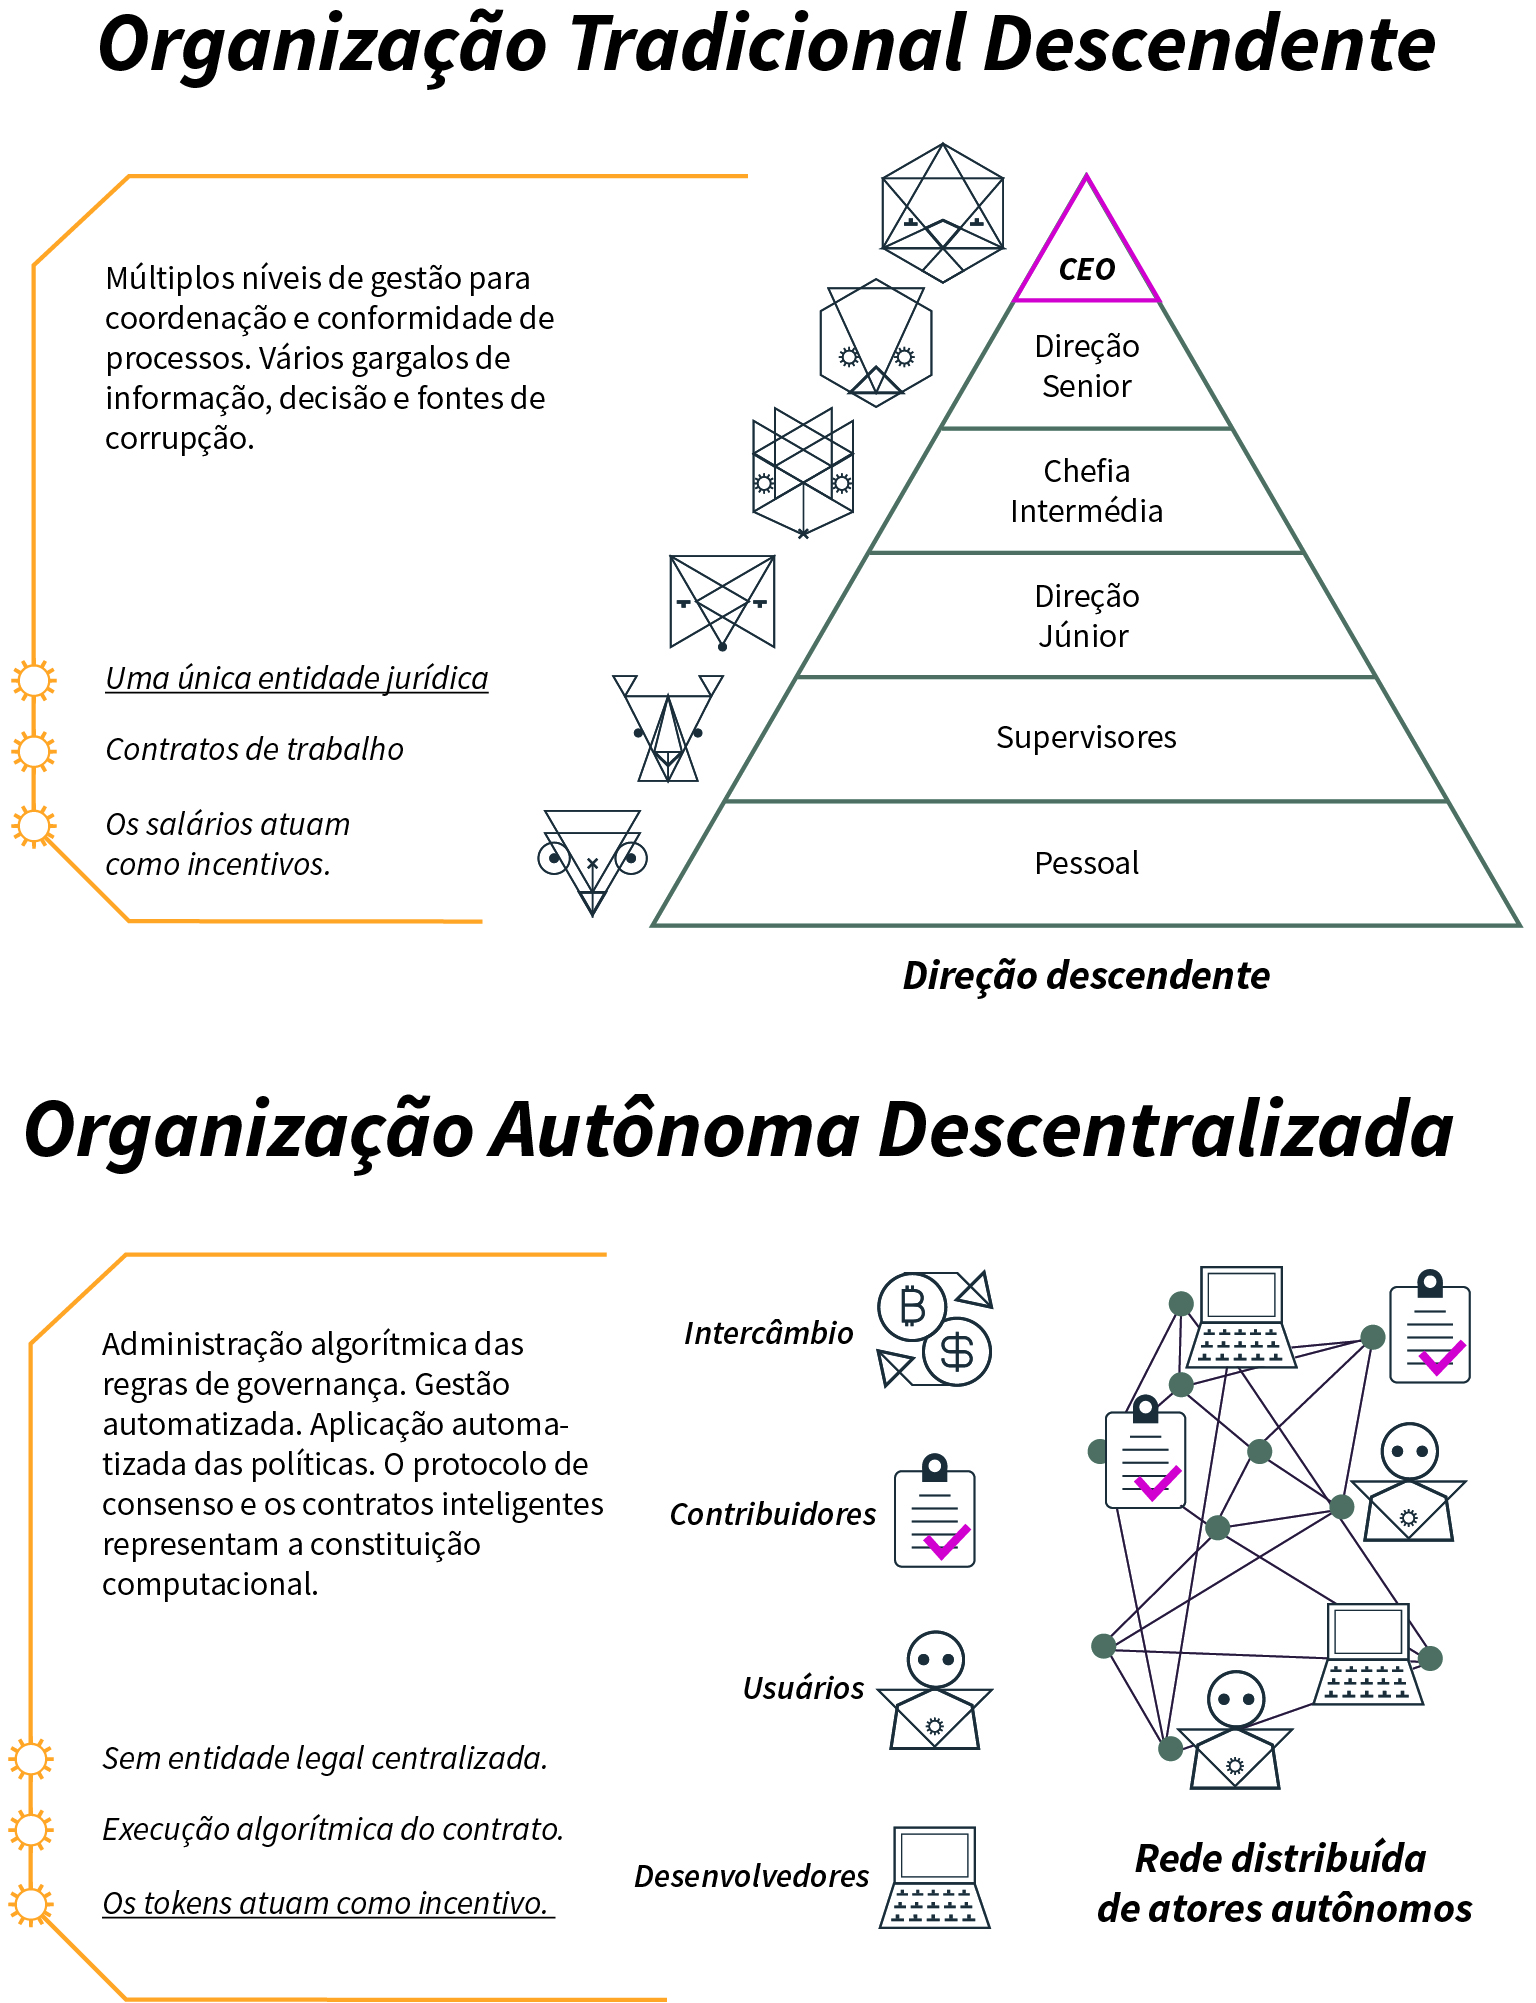 Organização Tradicional Descendente
Múltiplos níveis de gestão para
coordenação e conformidade de
processos. Vários gargalos de
informação, decisão e fontes de
corrupção.
Uma única entidade jurídica
Contratos de trabalho
Os salários atuam
como incentivos.
CEO
Direção
Senior
Chefia
Intermédia
Direção
Júnior
Supervisores
Pessoal
Direção descendente
Organização Autônoma Descentralizada
Administração algorítmica das
regras de governança. Gestão
automatizada. Aplicação automa-
tizada das políticas. O protocolo de
consenso e os contratos inteligentes
representam a constituição
computacional.
Sem entidade legal centralizada.
Execução algorítmica do contrato.
Os tokens atuam como incentivo.
Intercâmbio
Contribuidores
Usuários
Desenvolvedores
Rede distribuída
de atores autônomos